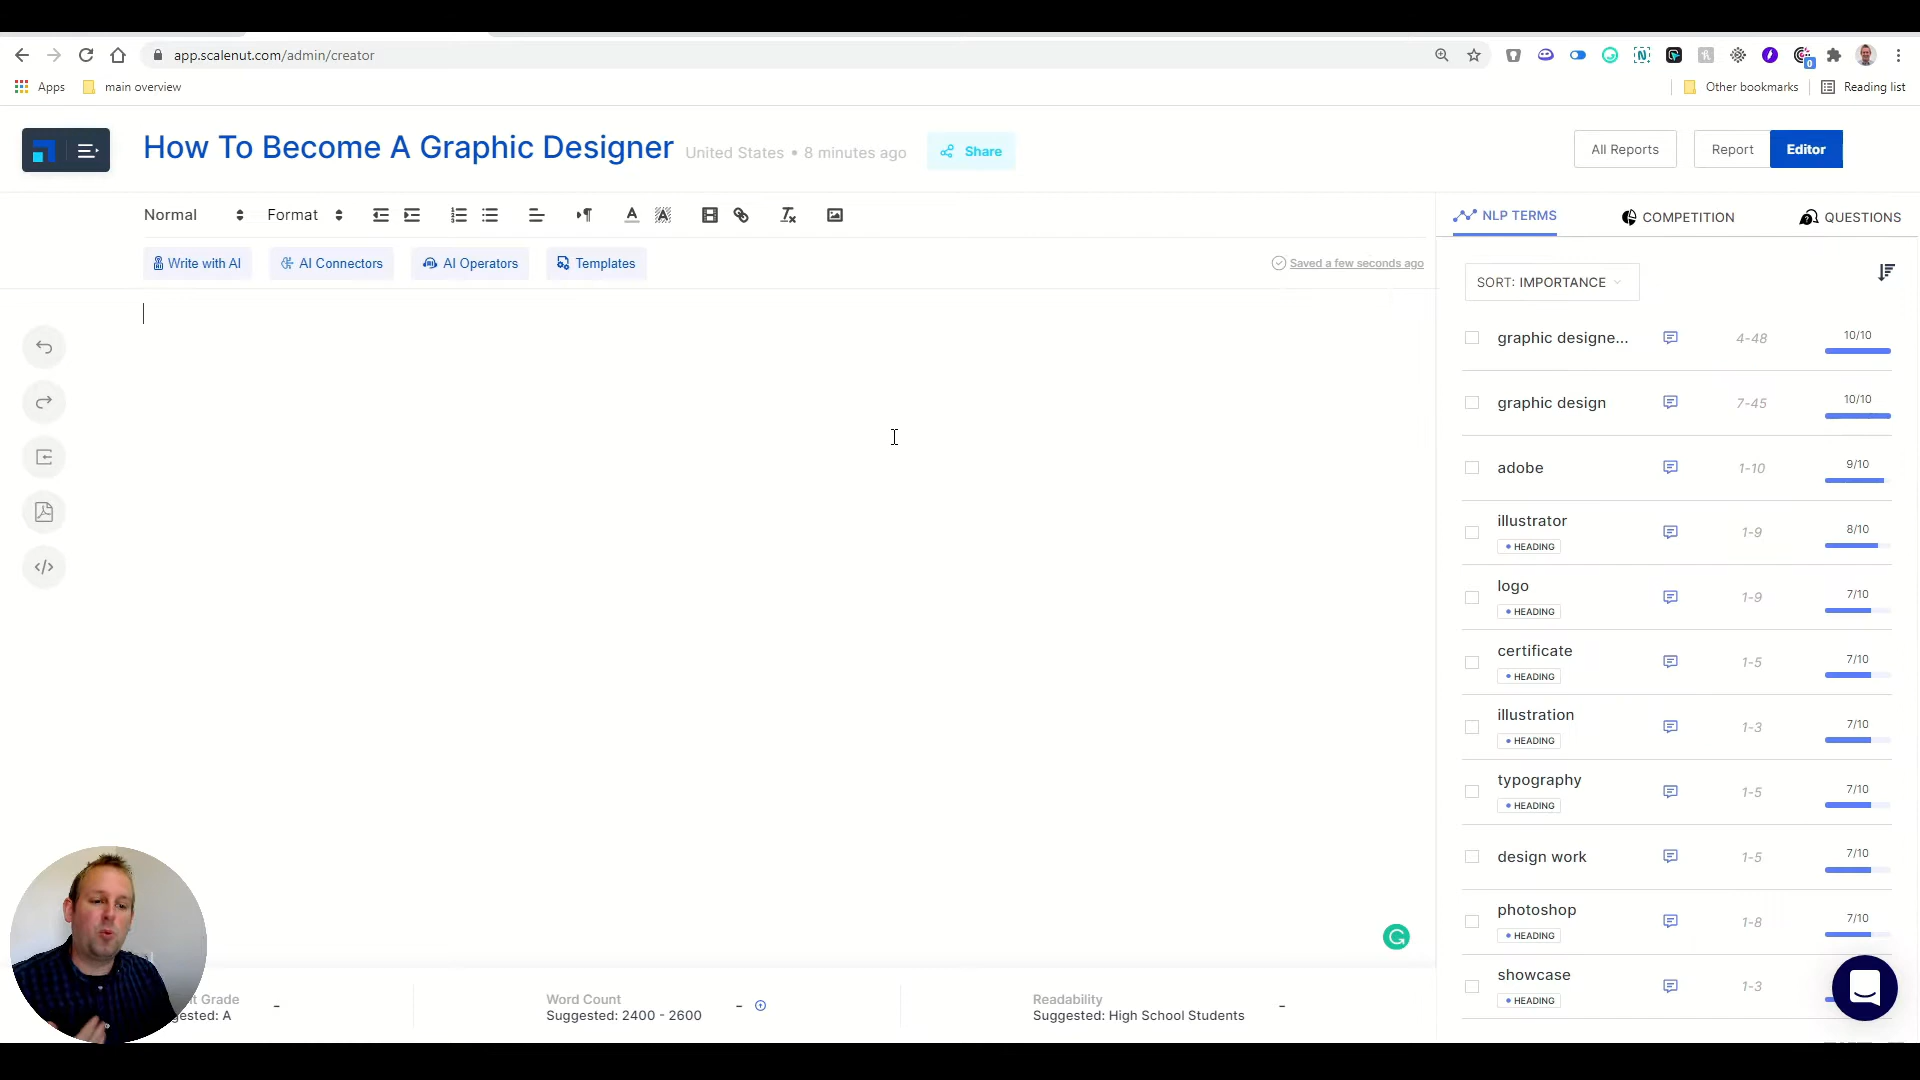 app.scalenut.com/admin/creator
0
Apps
main overview
Other bookmarks
Reading list
How To Become A Graphic Designer
United States • 8 minutes ago
Share
All Reports
Report
Editor
Normal
Format
Write with AI
AI Connectors
AI Operators
Templates
Saved a few seconds ago
NLP TERMS
COMPETITION
QUESTIONS
SORT: IMPORTANCE
graphic designe...
4-48
10/10
graphic design
7-45
10/10
adobe
1-10
9/10
illustrator
HEADING
1-9
8/10
logo
HEADING
1-9
7/10
certificate
HEADING
1-5
7/10
illustration
HEADING
1-3
7/10
typography
HEADING
1-5
7/10
design work
1-5
7/10
photoshop
HEADING
1-8
7/10
showcase
HEADING
1-3
Grade
-
A
Word Count
Suggested: 2400 - 2600
-
Readability
Suggested: High School Students
-